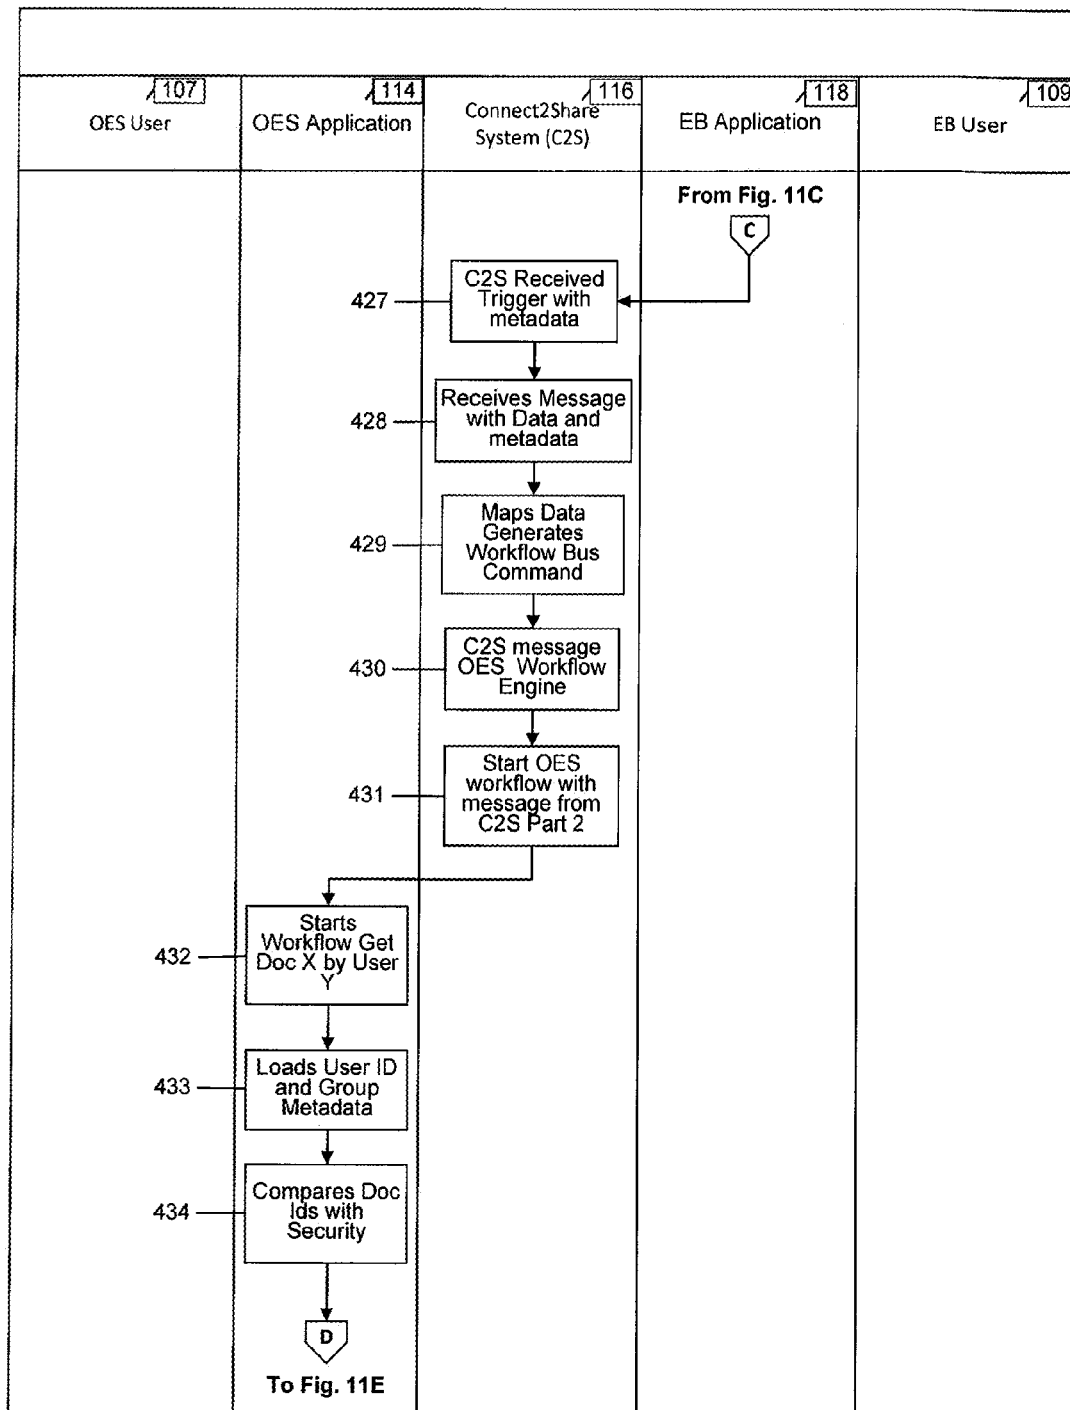 107
114
116
118
109
OES User
OES Application
Connect2Share
System (C2S)
EB Application
EB User
From Fig. 11C
C
427
C2S Received
Trigger with
metadata
428
Receives Message
with Data and
metadata
429
Maps Data
Generates
Workflow Bus
Command
430
C2S message
OES Workflow
Engine
431
Start OES
workflow with
message from
C2S Part 2
432
Starts
Workflow Get
Doc X by User
Y
433
Loads User ID
and Group
Metadata
434
Compares Doc
Ids with
Security
D
To Fig. 11E